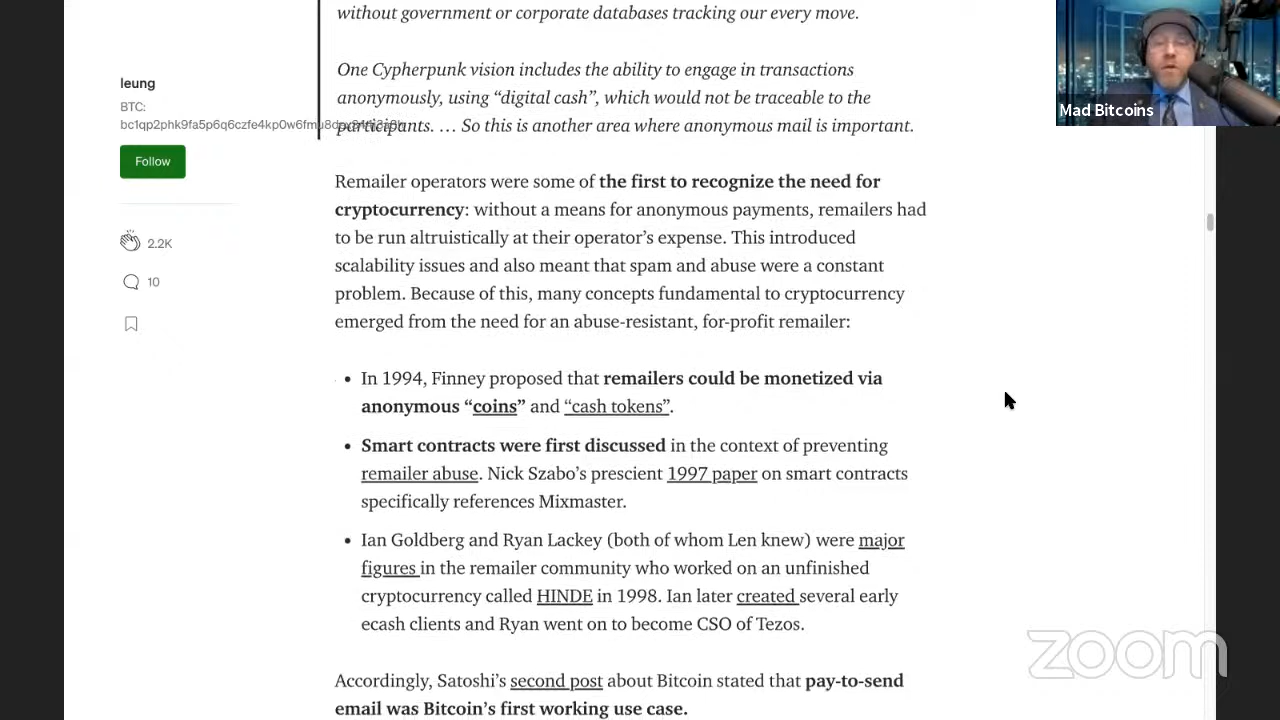 without government or corporate databases tracking our every move.
One Cypherpunk vision includes the ability to engage in transactions
anonymously, using “digital cash”, which would not be traceable to the
participants. … So this is another area where anonymous mail is important.
leung
BTC:
Follow
2.2K
10
Mad Bitcoins
Remailer operators were some of the first to recognize the need for
cryptocurrency: without a means for anonymous payments, remailers had
to be run altruistically at their operator’s expense. This introduced
scalability issues and also meant that spam and abuse were a constant
problem. Because of this, many concepts fundamental to cryptocurrency
emerged from the need for an abuse-resistant, for-profit remailer:
• In 1994, Finney proposed that remailers could be monetized via
anonymous “coins” and “cash tokens”.
• Smart contracts were first discussed in the context of preventing
remailer abuse. Nick Szabo’s prescient 1997 paper on smart contracts
specifically references Mixmaster.
• Ian Goldberg and Ryan Lackey (both of whom Len knew) were major
figures in the remailer community who worked on an unfinished
cryptocurrency called HINDE in 1998. Ian later created several early
ecash clients and Ryan went on to become CSO of Tezos.
Accordingly, Satoshi’s second post about Bitcoin stated that pay-to-send
email was Bitcoin’s first working use case.
zoom